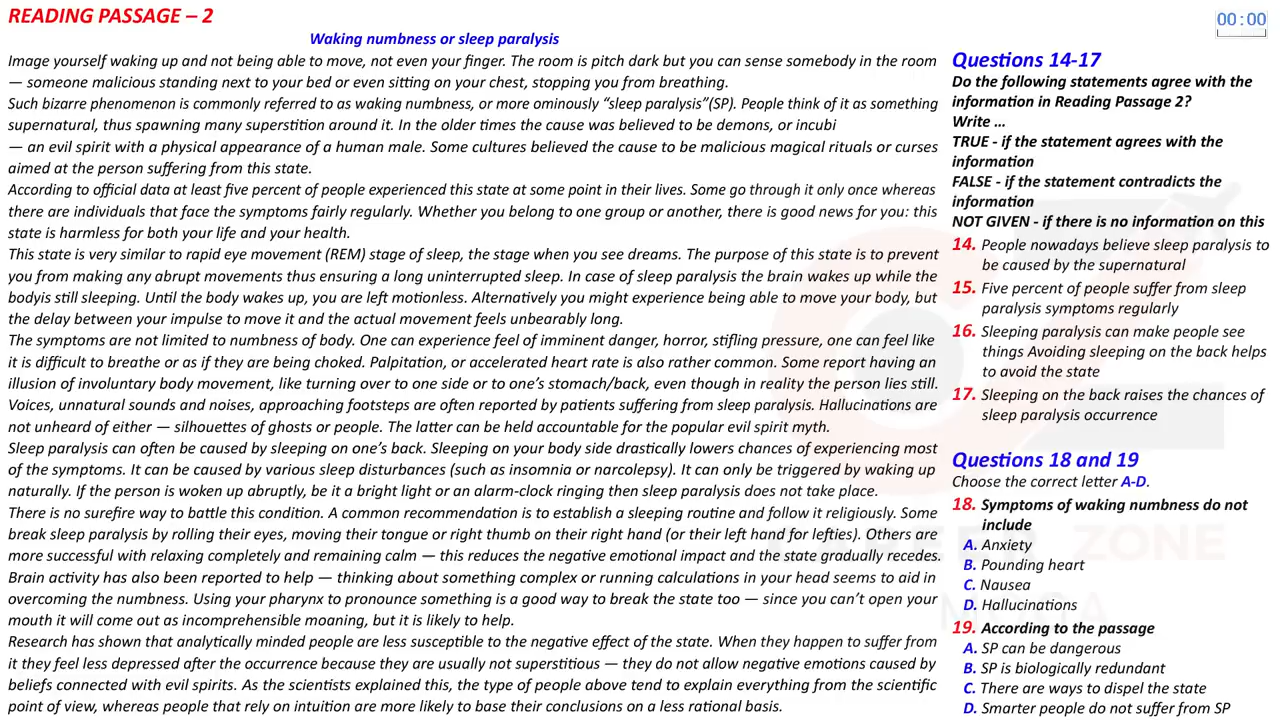 READING PASSAGE – 2
00:00
Waking numbness or sleep paralysis
Image yourself waking up and not being able to move, not even your finger. The room is pitch dark but you can sense somebody in the room
— someone malicious standing next to your bed or even sitting on your chest, stopping you from breathing.
Such bizarre phenomenon is commonly referred to as waking numbness, or more ominously “sleep paralysis”(SP). People think of it as something
supernatural, thus spawning many superstition around it. In the older times the cause was believed to be demons, or incubi
— an evil spirit with a physical appearance of a human male. Some cultures believed the cause to be malicious magical rituals or curses
aimed at the person suffering from this state.
According to official data at least five percent of people experienced this state at some point in their lives. Some go through it only once whereas
there are individuals that face the symptoms fairly regularly. Whether you belong to one group or another, there is good news for you: this
state is harmless for both your life and your health.
This state is very similar to rapid eye movement (REM) stage of sleep, the stage when you see dreams. The purpose of this state is to prevent
you from making any abrupt movements thus ensuring a long uninterrupted sleep. In case of sleep paralysis the brain wakes up while the
bodyis still sleeping. Until the body wakes up, you are left motionless. Alternatively you might experience being able to move your body, but
the delay between your impulse to move it and the actual movement feels unbearably long.
The symptoms are not limited to numbness of body. One can experience feel of imminent danger, horror, stifling pressure, one can feel like
it is difficult to breathe or as if they are being choked. Palpitation, or accelerated heart rate is also rather common. Some report having an
illusion of involuntary body movement, like turning over to one side or to one’s stomach/back, even though in reality the person lies still.
Voices, unnatural sounds and noises, approaching footsteps are often reported by patients suffering from sleep paralysis. Hallucinations are
not unheard of either — silhouettes of ghosts or people. The latter can be held accountable for the popular evil spirit myth.
Sleep paralysis can often be caused by sleeping on one’s back. Sleeping on your body side drastically lowers chances of experiencing most
of the symptoms. It can be caused by various sleep disturbances (such as insomnia or narcolepsy). It can only be triggered by waking up
naturally. If the person is woken up abruptly, be it a bright light or an alarm-clock ringing then sleep paralysis does not take place.
There is no surefire way to battle this condition. A common recommendation is to establish a sleeping routine and follow it religiously. Some
break sleep paralysis by rolling their eyes, moving their tongue or right thumb on their right hand (or their left hand for lefties). Others are
more successful with relaxing completely and remaining calm — this reduces the negative emotional impact and the state gradually recedes.
Brain activity has also been reported to help — thinking about something complex or running calculations in your head seems to aid in
overcoming the numbness. Using your pharynx to pronounce something is a good way to break the state too — since you can’t open your
mouth it will come out as incomprehensible moaning, but it is likely to help.
Research has shown that analytically minded people are less susceptible to the negative effect of the state. When they happen to suffer from
it they feel less depressed after the occurrence because they are usually not superstitious — they do not allow negative emotions caused by
beliefs connected with evil spirits. As the scientists explained this, the type of people above tend to explain everything from the scientific
point of view, whereas people that rely on intuition are more likely to base their conclusions on a less rational basis.
Questions 14-17
Do the following statements agree with the
information in Reading Passage 2?
Write …
TRUE - if the statement agrees with the
information
FALSE - if the statement contradicts the
information
NOT GIVEN - if there is no information on this
14. People nowadays believe sleep paralysis to
be caused by the supernatural
15. Five percent of people suffer from sleep
paralysis symptoms regularly
16. Sleeping paralysis can make people see
things Avoiding sleeping on the back helps
to avoid the state
17. Sleeping on the back raises the chances of
sleep paralysis occurrence
Questions 18 and 19
Choose the correct letter A-D.
18. Symptoms of waking numbness do not
include
A. Anxiety
B. Pounding heart
C. Nausea
D. Hallucinations
19. According to the passage
A. SP can be dangerous
B. SP is biologically redundant
C. There are ways to dispel the state
D. Smarter people do not suffer from SP
ZONE